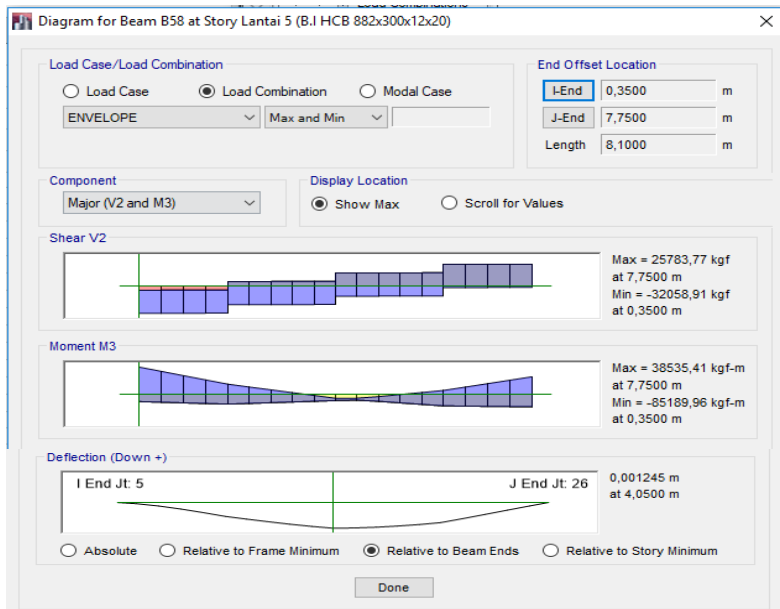 Diagram for Beam B58 at Story Lantai 5 (B.I HCB 882x300x12x20)
Load Case/Load Combination
Load Case Load Combination Modal Case
ENVELOPE Max and Min
End Offset Location
I-End 0,3500 m
J-End 7,7500 m
Length 8,1000 m
Component
Major (V2 and M3)
Display Location
Show Max Scroll for Values
Shear V2
Max = 25783,77 kgf
at 7,7500 m
Min = -32058,91 kgf
at 0,3500 m
Moment M3
Max = 38535,41 kgf-m
at 7,7500 m
Min = -85189,96 kgf-m
at 0,3500 m
Deflection (Down +)
I End Jt: 5 J End Jt: 26
0,001245 m
at 4,0500 m
Absolute Relative to Frame Minimum Relative to Beam Ends Relative to Story Minimum
Done